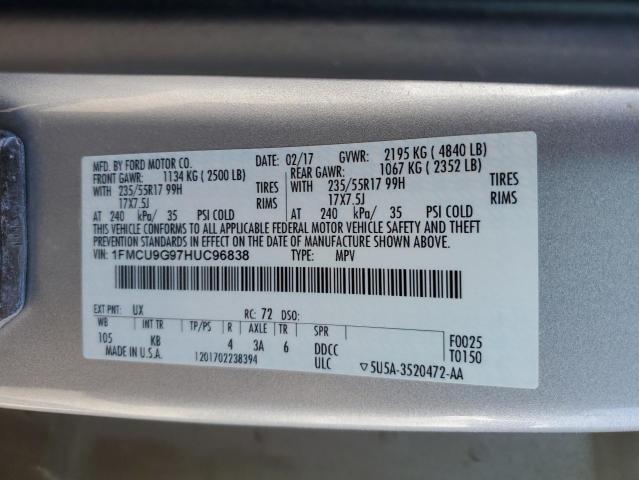 MFD. BY FORD MOTOR CO.
DATE: 02/17 GVWR: 2195 KG ( 4840 LB)
FRONT GAWR: 1134 KG ( 2500 LB) REAR GAWR: 1067 KG ( 2352 LB)
WITH 235/55R17 99H TIRES WITH 235/55R17 99H TIRES
17X7.5J RIMS 17X7.5J RIMS
AT 240 kPa/ 35 PSI COLD AT 240 kPa/ 35 PSI COLD
THIS VEHICLE CONFORMS TO ALL APPLICABLE FEDERAL MOTOR VEHICLE SAFETY AND THEFT
PREVENTION STANDARDS IN EFFECT ON THE DATE OF MANUFACTURE SHOWN ABOVE.
VIN: 1FMCU9G97HUC96838 TYPE: MPV
EXT PNT: UX RC: 72 DSO:
WB INT TR TP/PS R AXLE TR SPR
105 KB 4 3A 6 DDCC
F0025
T0150
MADE IN U.S.A. 1201702238394 ULC ▽5U5A-3520472-AA